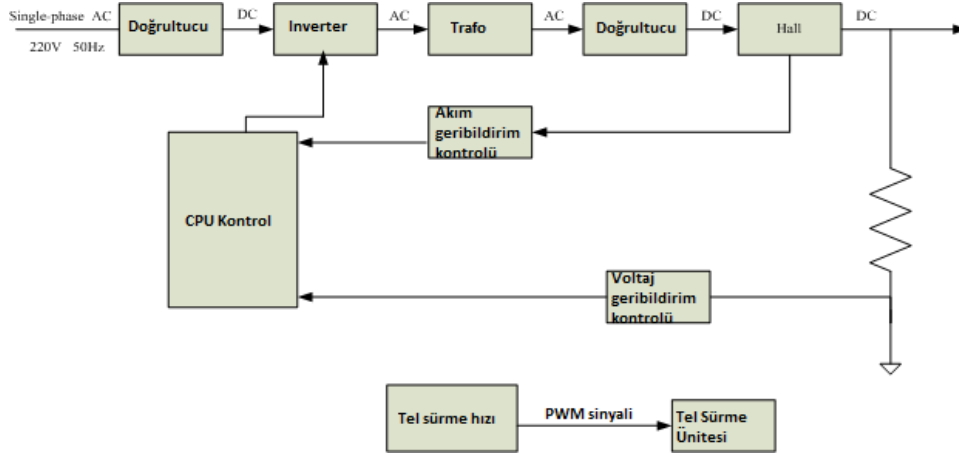 Single-phase AC
220V 50Hz
Doğrultucu
DC
Inverter
AC
Trafo
AC
Doğrultucu
DC
Hall
DC
Akım
geribildirim
kontrolü
CPU Kontrol
Voltaj
geribildirim
kontrolü
Tel sürme hızı
PWM sinyali
Tel Sürme
Ünitesi